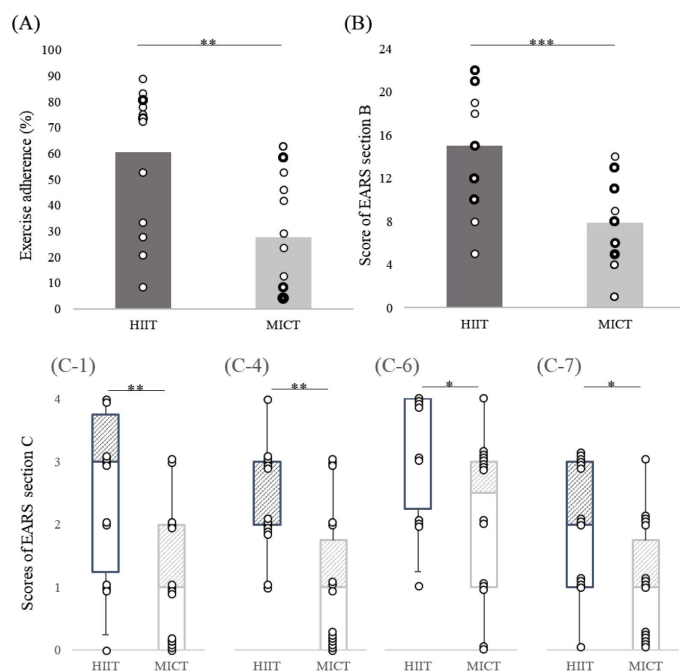 (A)
**
Exercise adherence (%)
100
90
80
70
60
50
40
30
20
10
0
HIIT MICT
(B)
***
Score of EARS section B
24
20
16
12
8
4
0
HIIT MICT
Scores of EARS section C
4
3
2
1
0
(C-1)
**
HIIT MICT
(C-4)
**
HIIT MICT
(C-6)
*
HIIT MICT
(C-7)
*
HIIT MICT